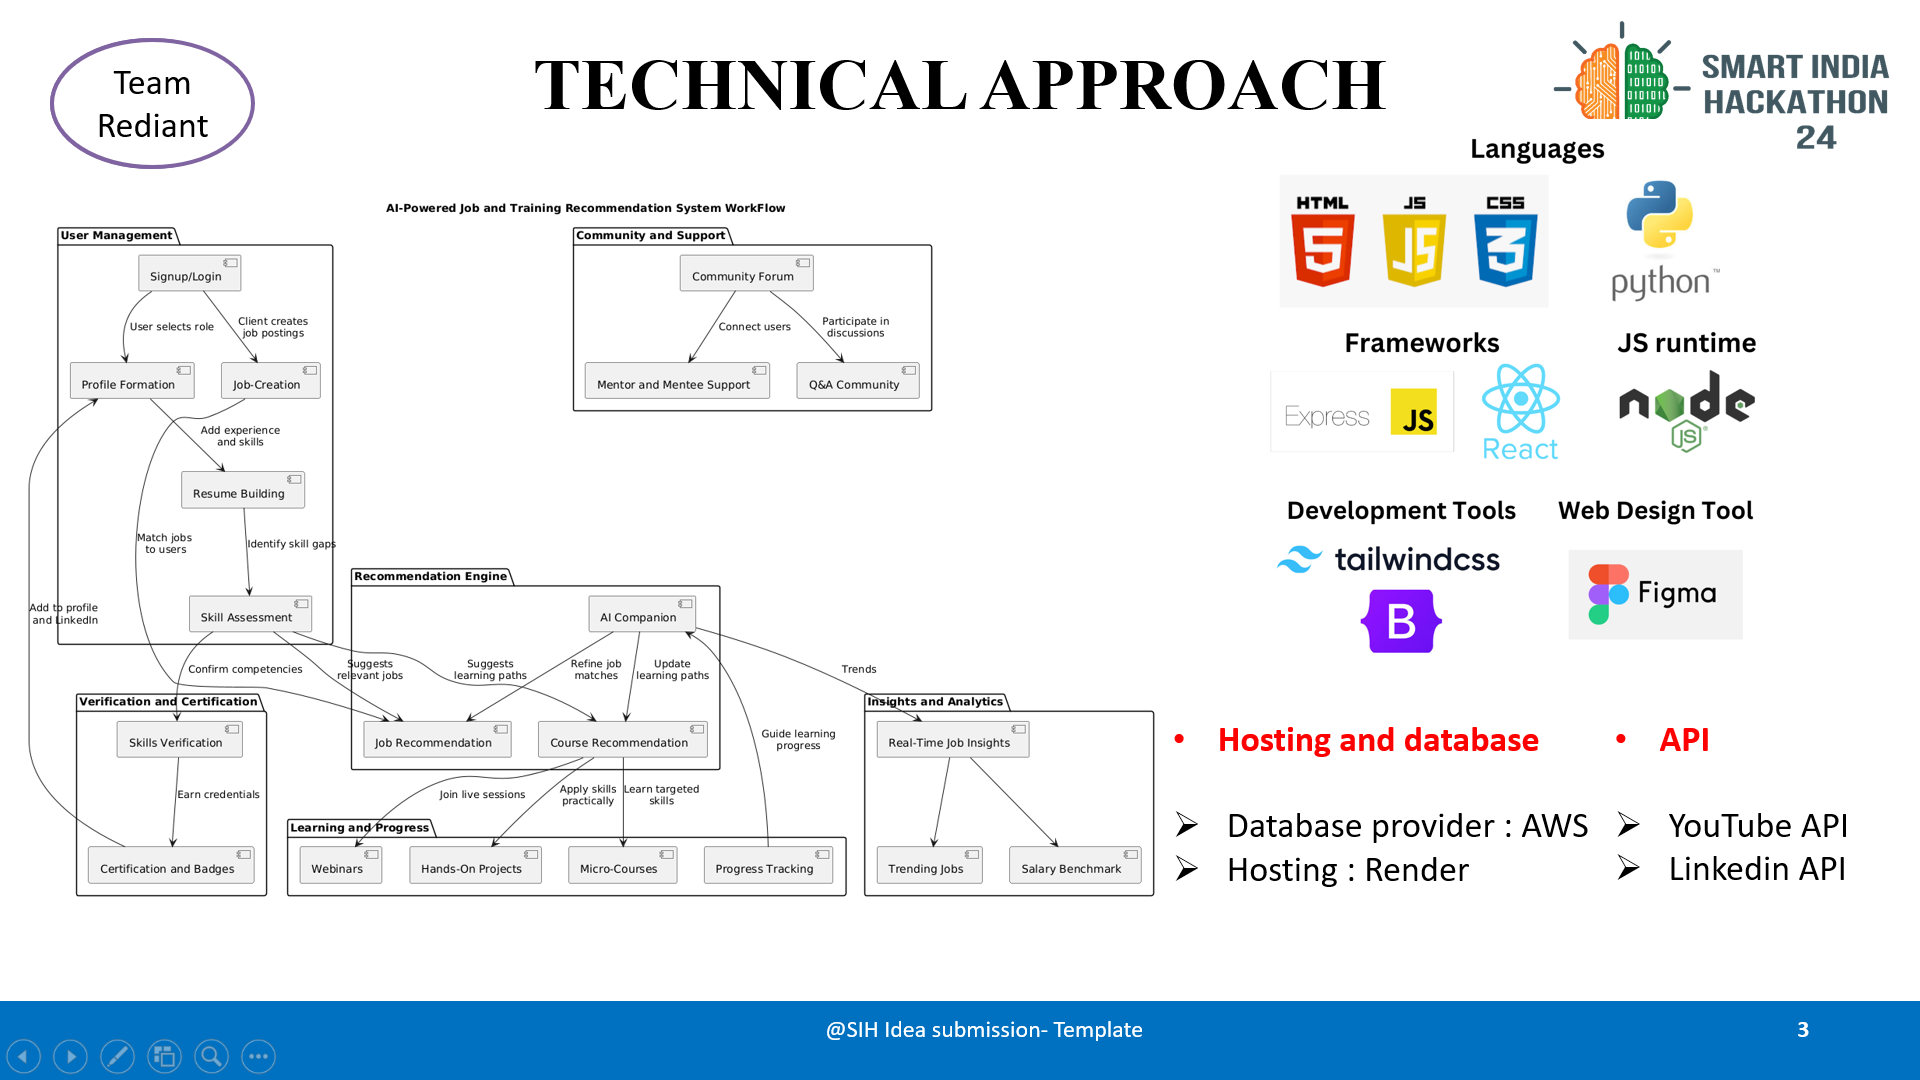 Team
Rediant
TECHNICAL APPROACH
SMART INDIA
HACKATHON
24
AI-Powered Job and Training Recommendation System WorkFlow
User Management
Signup/Login
User selects role
Client creates
job postings
Profile Formation
Job-Creation
Add experience
and skills
Resume Building
Match jobs
to users
Identify skill gaps
Add to profile
and LinkedIn
Skill Assessment
Community and Support
Community Forum
Connect users
Participate in
discussions
Mentor and Mentee Support
Q&A Community
Recommendation Engine
AI Companion
Confirm competencies
Suggests
relevant jobs
Suggests
learning paths
Refine job
matches
Update
learning paths
Trends
Job Recommendation
Course Recommendation
Guide learning
progress
Verification and Certification
Skills Verification
Earn credentials
Certification and Badges
Join live sessions
Apply skills
practically
Learn targeted
skills
Learning and Progress
Webinars
Hands-On Projects
Micro-Courses
Progress Tracking
Insights and Analytics
Real-Time Job Insights
Trending Jobs
Salary Benchmark
Languages
HTML
5
JS
JS
CSS
3
python™
Frameworks
Express
JS
React
JS runtime
node
JS
Development Tools
tailwindcss
B
Web Design Tool
Figma
• Hosting and database
➢ Database provider : AWS
➢ Hosting : Render
• API
➢ YouTube API
➢ Linkedin API
@SIH Idea submission- Template
3